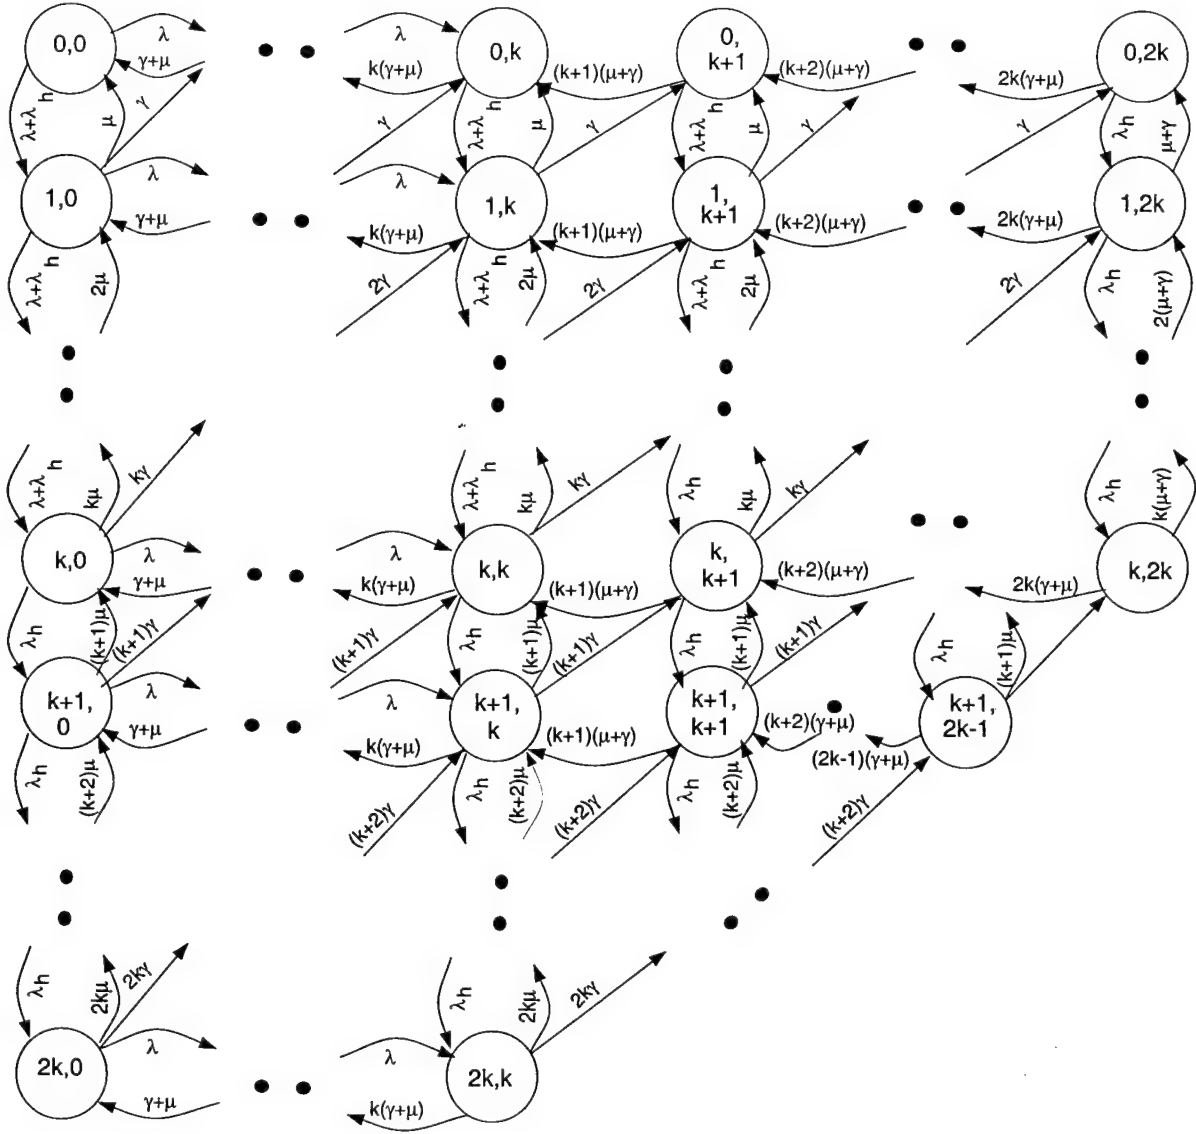 0,0
λ
γ+μ
λ
k(γ+μ)
0,k
(k+1)(μ+γ)
0,
k+1
(k+2)(μ+γ)
2k(γ+μ)
0,2k
λ+λh
μ
γ
γ
λ+λh
μ
γ
λ+λh
μ
γ
γ
λh
μ+γ
1,0
λ
γ+μ
λ
k(γ+μ)
1,k
(k+1)(μ+γ)
1,
k+1
(k+2)(μ+γ)
2k(γ+μ)
1,2k
λ+λh
2μ
2γ
λ+λh
2μ
2γ
λ+λh
2μ
λh
2(μ+γ)
λ+λh
kμ
kγ
λ+λh
kμ
kγ
λh
kμ
kγ
λh
k(μ+γ)
k,0
λ
γ+μ
λ
k(γ+μ)
k,k
(k+1)(μ+γ)
k,
k+1
(k+2)(μ+γ)
2k(γ+μ)
k,2k
λh
(k+1)μ
(k+1)γ
(k+1)γ
λh
(k+1)μ
(k+1)γ
λh
(k+1)μ
(k+1)γ
λh
(k+1)μ
k+1,
0
λ
γ+μ
λ
k(γ+μ)
k+1,
k
(k+1)(μ+γ)
k+1,
k+1
(k+2)(γ+μ)
(2k-1)(γ+μ)
k+1,
2k-1
λh
(k+2)μ
(k+2)γ
λh
(k+2)μ
(k+2)γ
λh
(k+2)μ
(k+2)γ
λh
2kμ
2kγ
λh
2kμ
2kγ
2k,0
λ
γ+μ
λ
k(γ+μ)
2k,k